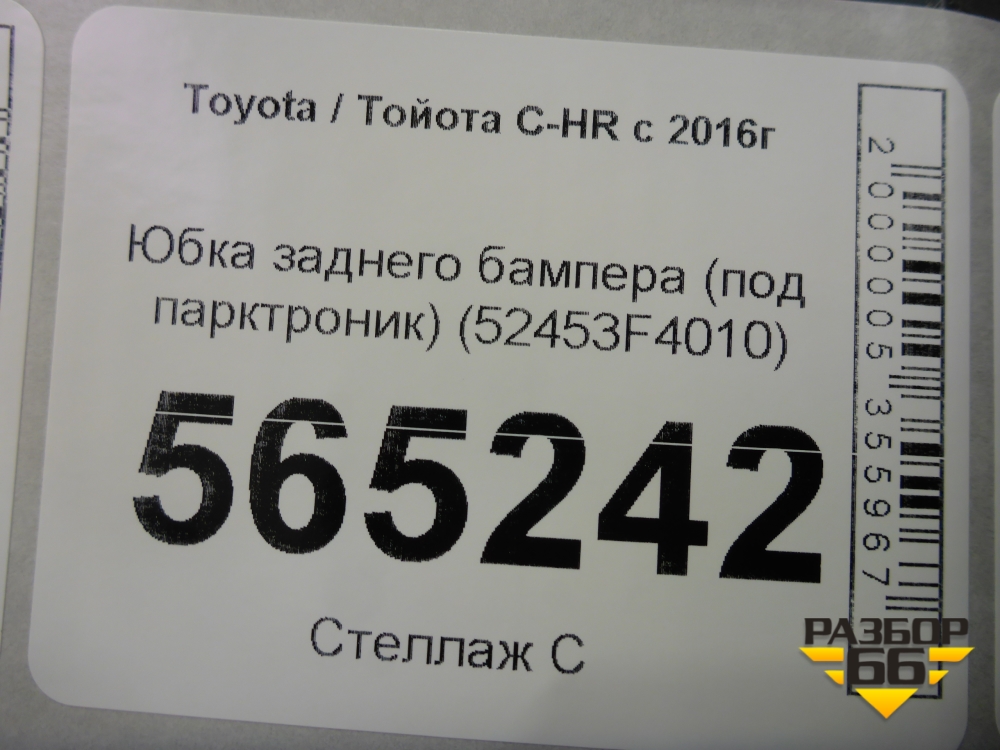 Toyota / Тойота C-HR с 2016г
Юбка заднего бампера (под
парктроник) (52453F4010)
565242
Стеллаж С
2000005355967
РАЗБОР
66